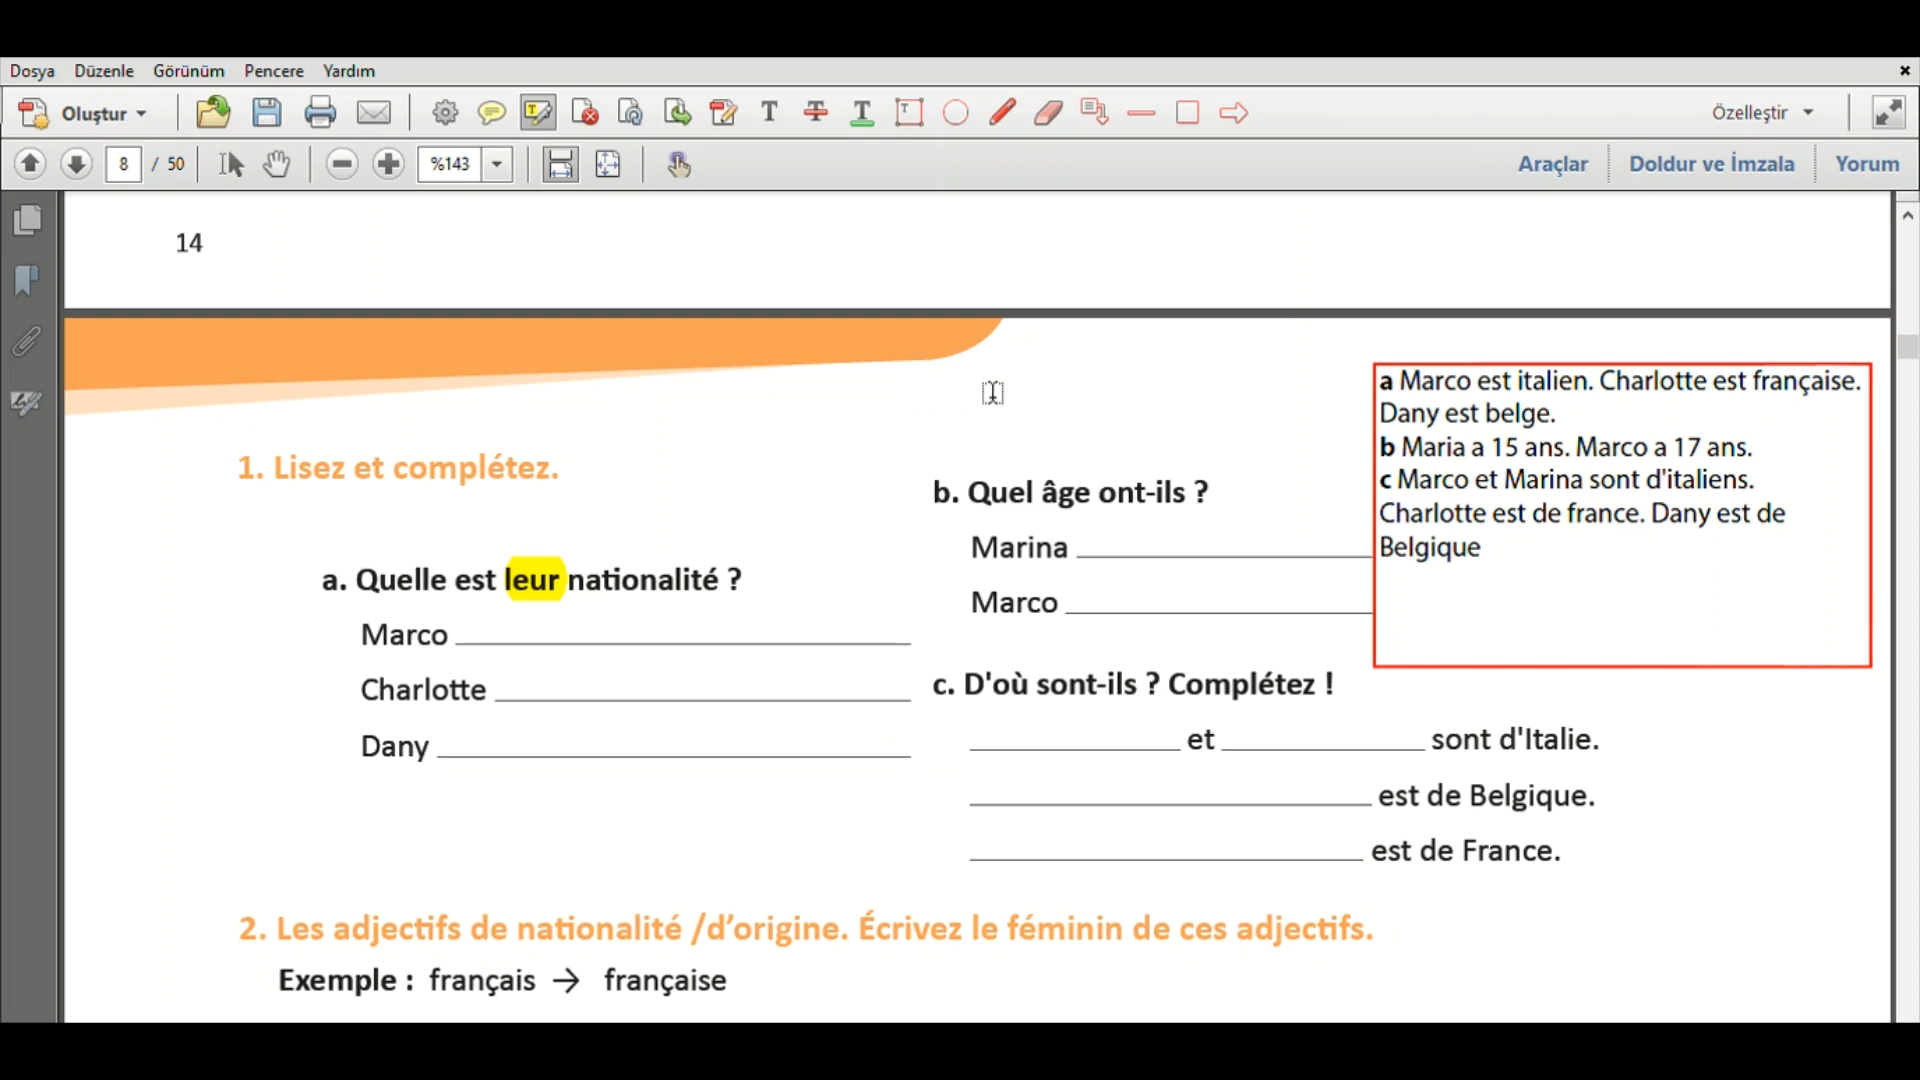 Dosya Düzenle Görünüm Pencere Yardım
Oluştur Özelleştir
8 / 50 %143 Araçlar Doldur ve İmzala Yorum
14
1. Lisez et complétez.
a. Quelle est leur nationalité ?
Marco
Charlotte
Dany
b. Quel âge ont-ils ?
Marina
Marco
c. D'où sont-ils ? Complétez !
et sont d'Italie.
est de Belgique.
est de France.
a Marco est italien. Charlotte est française.
Dany est belge.
b Maria a 15 ans. Marco a 17 ans.
c Marco et Marina sont d'italiens.
Charlotte est de france. Dany est de
Belgique
2. Les adjectifs de nationalité /d’origine. Écrivez le féminin de ces adjectifs.
Exemple : français → française